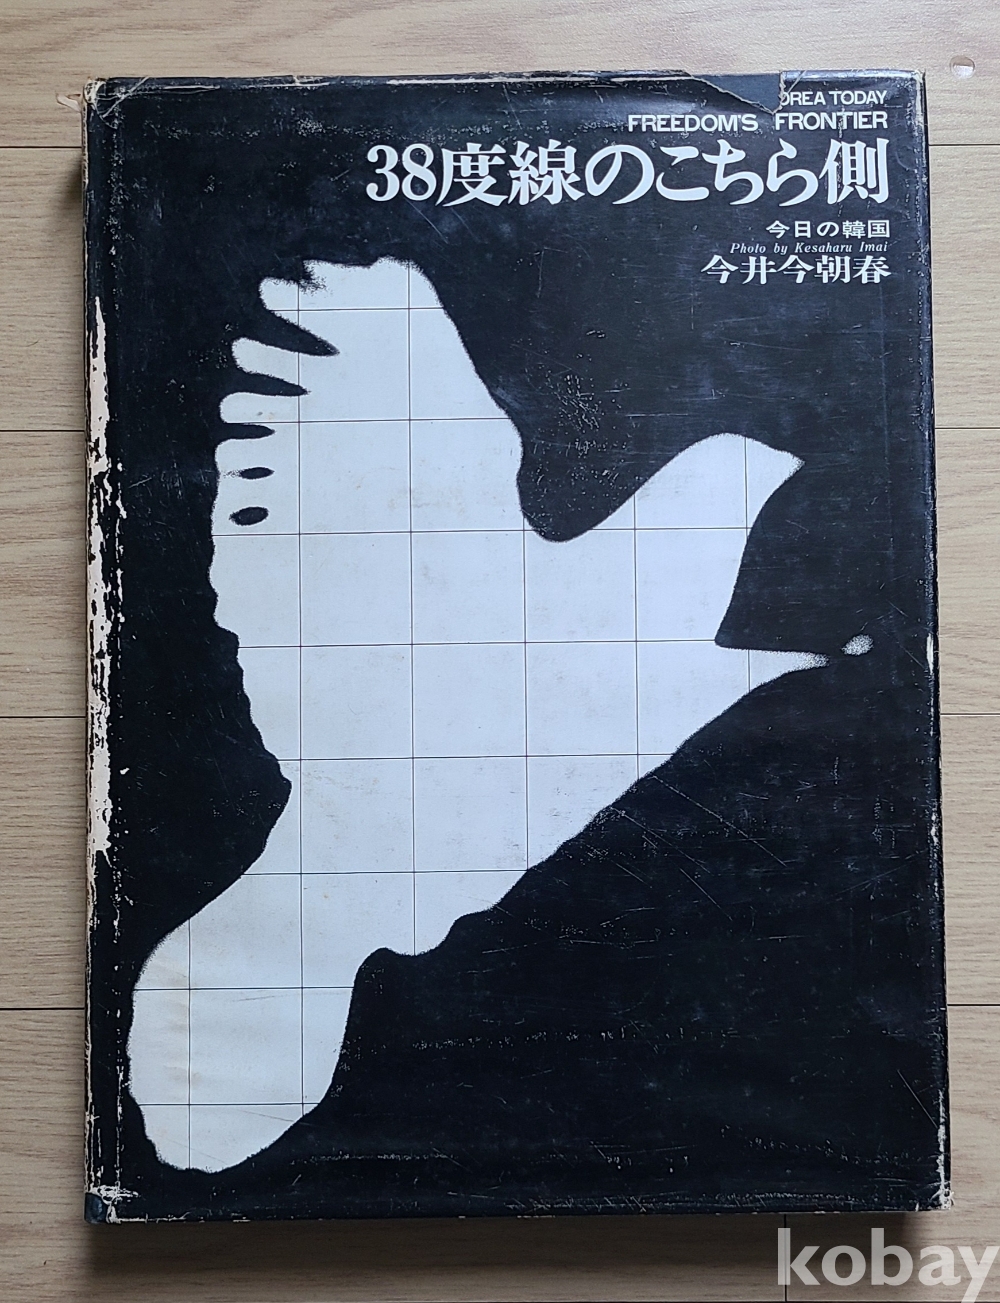 OREA TODAY
FREEDOM'S FRONTIER
38度線のこちら側
今日の韓国
Photo by Kesaharu Imai
今井今朝春
kobay